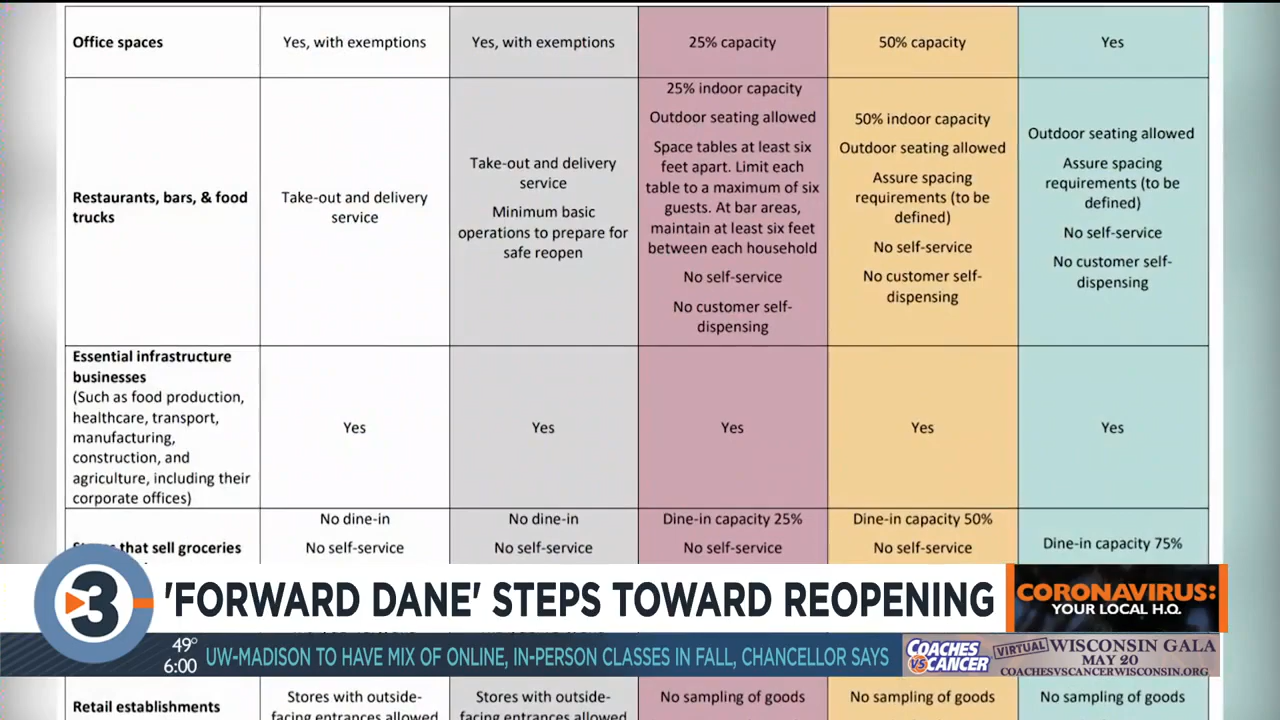 Office spaces
Yes, with exemptions
Yes, with exemptions
25% capacity
50% capacity
Yes
Restaurants, bars, & food
trucks
Take-out and delivery
service
Take-out and delivery
service
Minimum basic
operations to prepare for
safe reopen
25% indoor capacity
Outdoor seating allowed
Space tables at least six
feet apart. Limit each
table to a maximum of six
guests. At bar areas,
maintain at least six feet
between each household
No self-service
No customer self-
dispensing
50% indoor capacity
Outdoor seating allowed
Assure spacing
requirements (to be
defined)
No self-service
No customer self-
dispensing
Outdoor seating allowed
Assure spacing
requirements (to be
defined)
No self-service
No customer self-
dispensing
Essential infrastructure
businesses
(Such as food production,
healthcare, transport,
manufacturing,
construction, and
agriculture, including their
corporate offices)
Yes
Yes
Yes
Yes
Yes
that sell groceries
No dine-in
No self-service
No dine-in
No self-service
Dine-in capacity 25%
No self-service
Dine-in capacity 50%
No self-service
Dine-in capacity 75%
3
'FORWARD DANE' STEPS TOWARD REOPENING
CORONAVIRUS:
YOUR LOCAL H.Q.
49°
6:00
UW-MADISON TO HAVE MIX OF ONLINE, IN-PERSON CLASSES IN FALL, CHANCELLOR SAYS
COACHES
VS
CANCER
VIRTUAL WISCONSIN GALA
MAY 20
COACHESVSCANCERWISCONSIN.ORG
Retail establishments
Stores with outside-
facing entrances allowed
Stores with outside-
facing entrances allowed
No sampling of goods
No sampling of goods
No sampling of goods